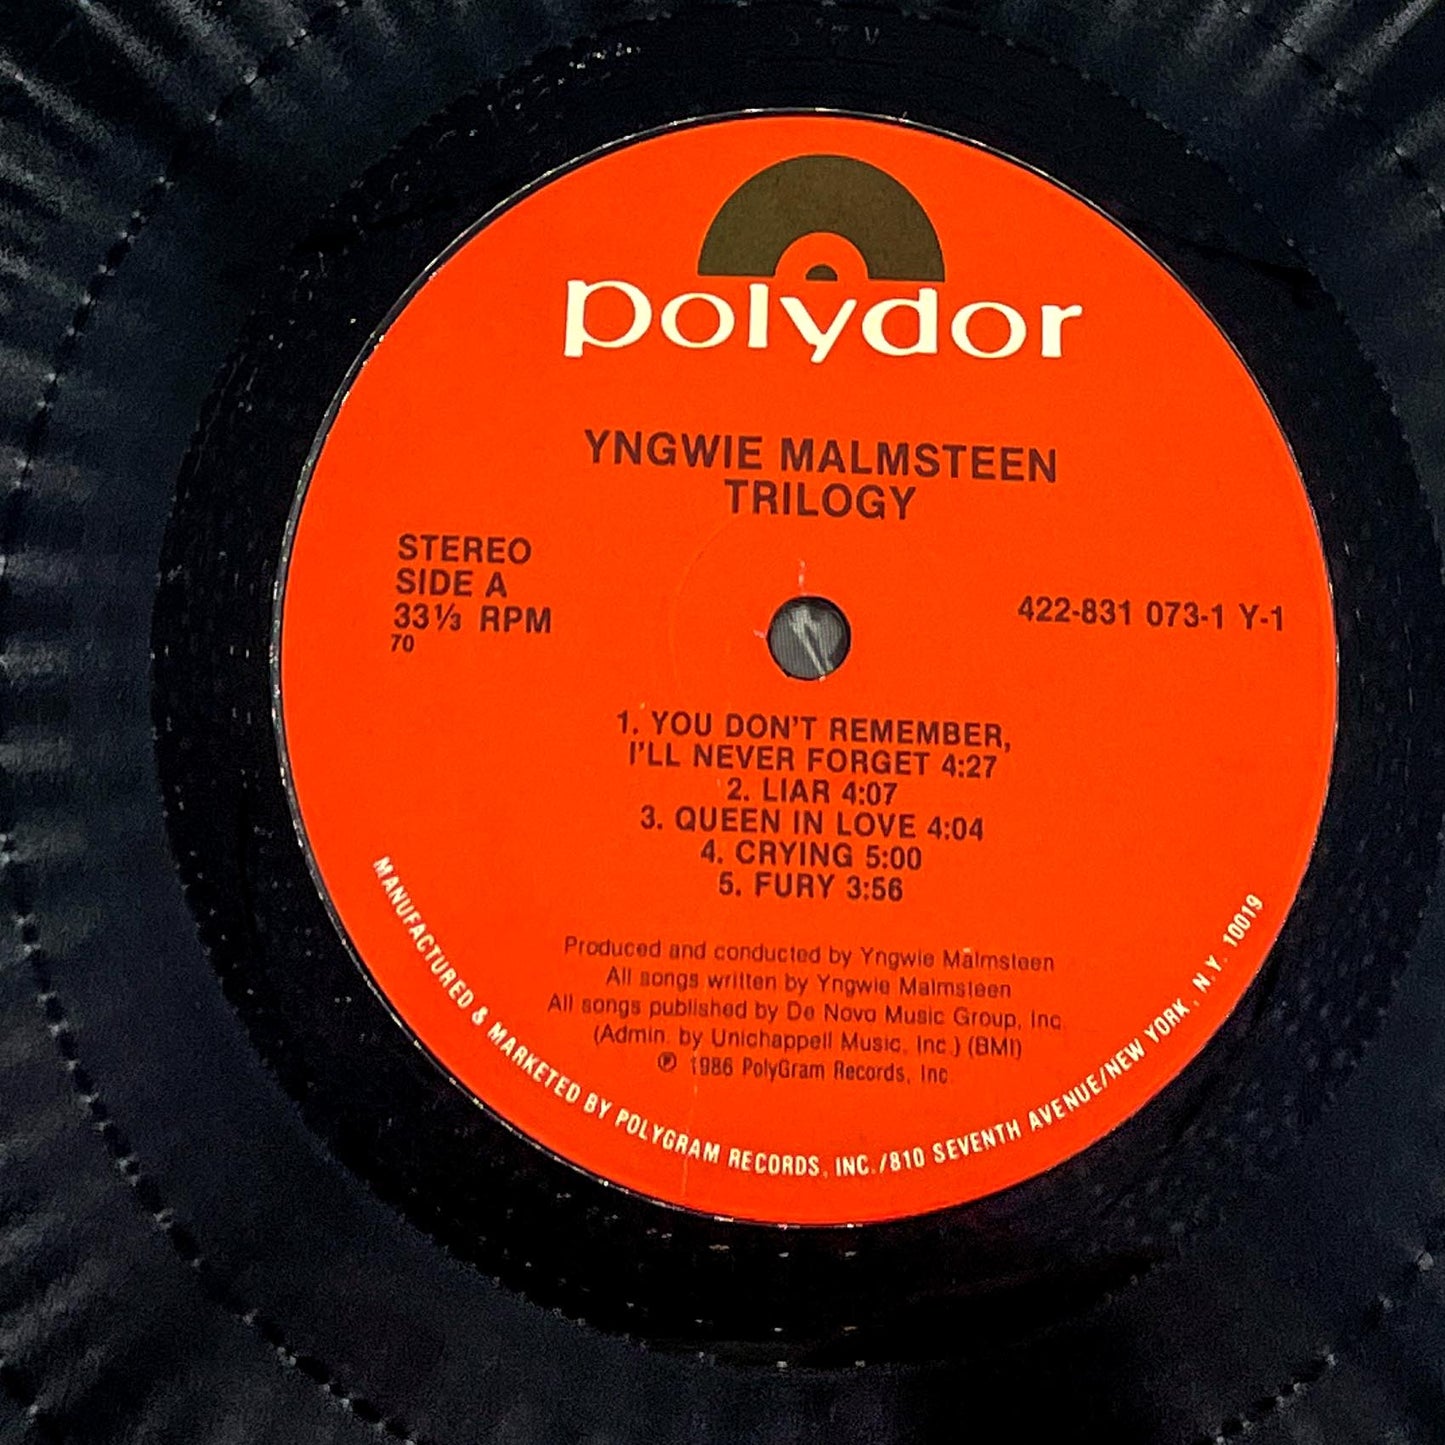 polydor
YNGWIE MALMSTEEN
TRILOGY
STEREO
SIDE A
33⅓ RPM
70
422-831 073-1 Y-1
1. YOU DON'T REMEMBER,
I'LL NEVER FORGET 4:27
2. LIAR 4:07
3. QUEEN IN LOVE 4:04
4. CRYING 5:00
5. FURY 3:56
Produced and conducted by Yngwie Malmsteen
All songs written by Yngwie Malmsteen
All songs published by De Novo Music Group, Inc.
(Admin. by Unichappell Music, Inc.) (BMI)
℗ 1986 PolyGram Records, Inc.
MANUFACTURED & MARKETED BY POLYGRAM RECORDS, INC./810 SEVENTH AVENUE/NEW YORK, N.Y. 10019